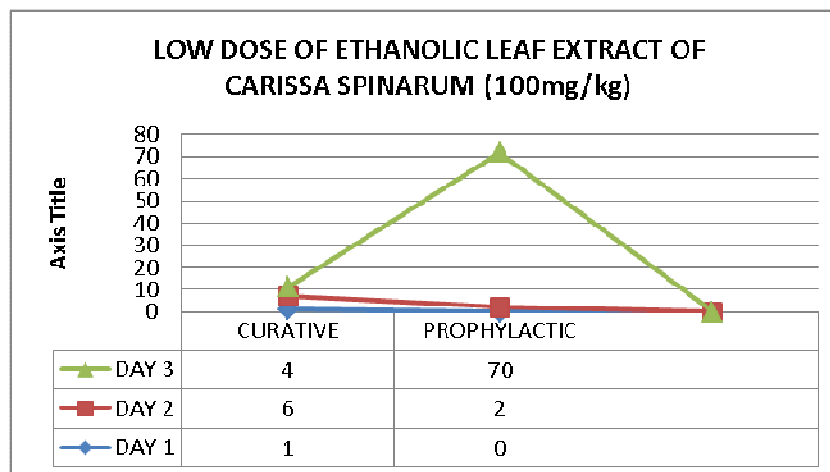 LOW DOSE OF ETHANOLIC LEAF EXTRACT OF
CARISSA SPINARUM (100mg/kg)
Axis Title
80
70
60
50
40
30
20
10
0
CURATIVE PROPHYLACTIC
DAY 3 4 70
DAY 2 6 2
DAY 1 1 0